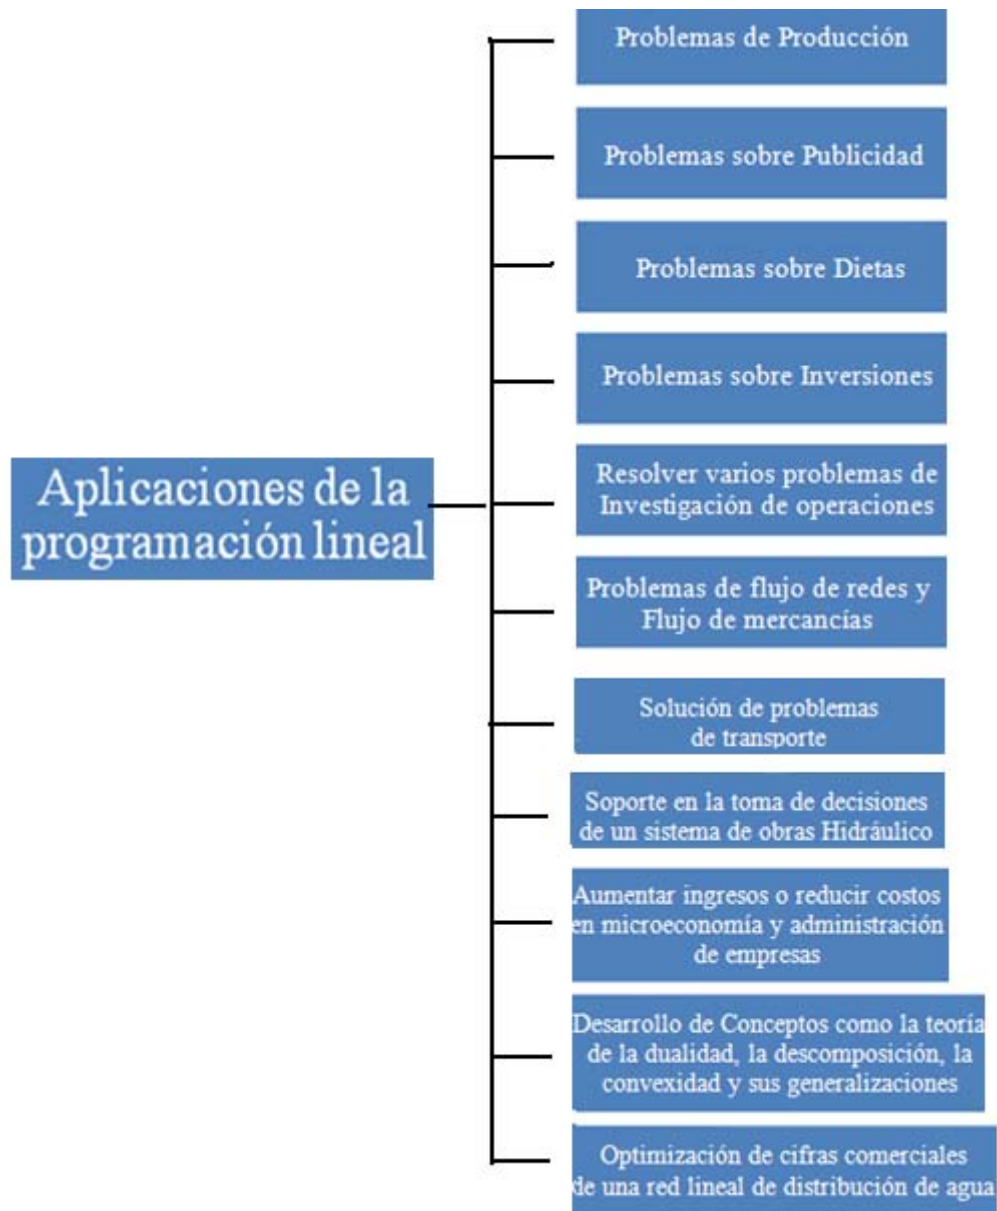 Aplicaciones de la
programación lineal
Problemas de Producción
Problemas sobre Publicidad
Problemas sobre Dietas
Problemas sobre Inversiones
Resolver varios problemas de
Investigación de operaciones
Problemas de flujo de redes y
Flujo de mercancías
Solución de problemas
de transporte
Soporte en la toma de decisiones
de un sistema de obras Hidráulico
Aumentar ingresos o reducir costos
en microeconomía y administración
de empresas
Desarrollo de Conceptos como la teoría
de la dualidad, la descomposición, la
convexidad y sus generalizaciones
Optimización de cifras comerciales
de una red lineal de distribución de agua